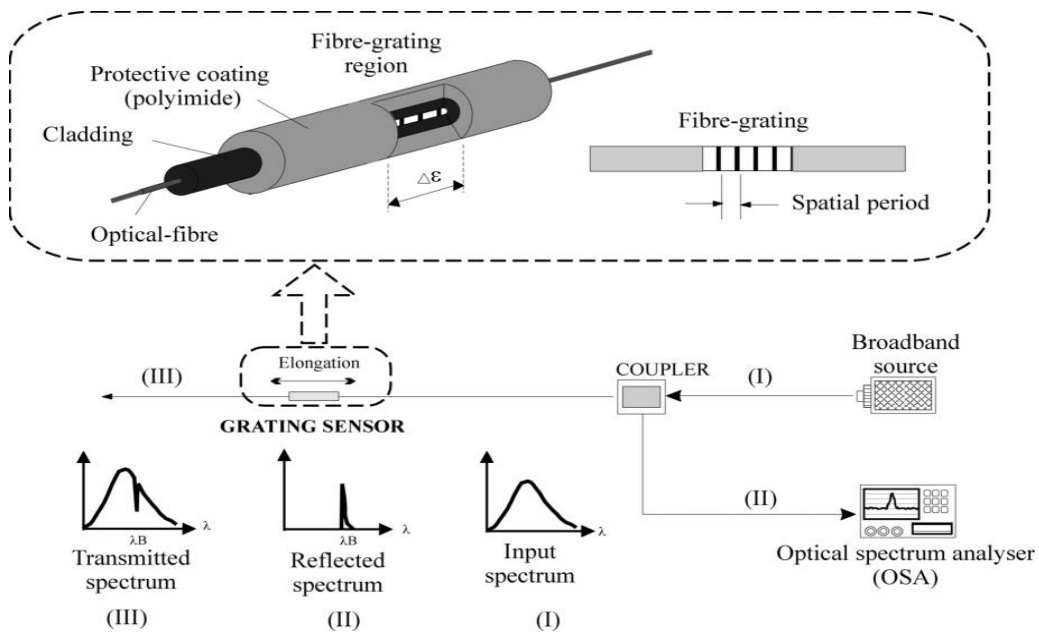 Fibre-grating
region
Protective coating
(polyimide)
Cladding
Optical-fibre
△ε
Fibre-grating
Spatial period
Broadband
source
COUPLER
(I)
(III)
Elongation
GRATING SENSOR
(II)
λ
λB
Transmitted
spectrum
(III)
λ
λB
Reflected
spectrum
(II)
λ
Input
spectrum
(I)
Optical spectrum analyser
(OSA)